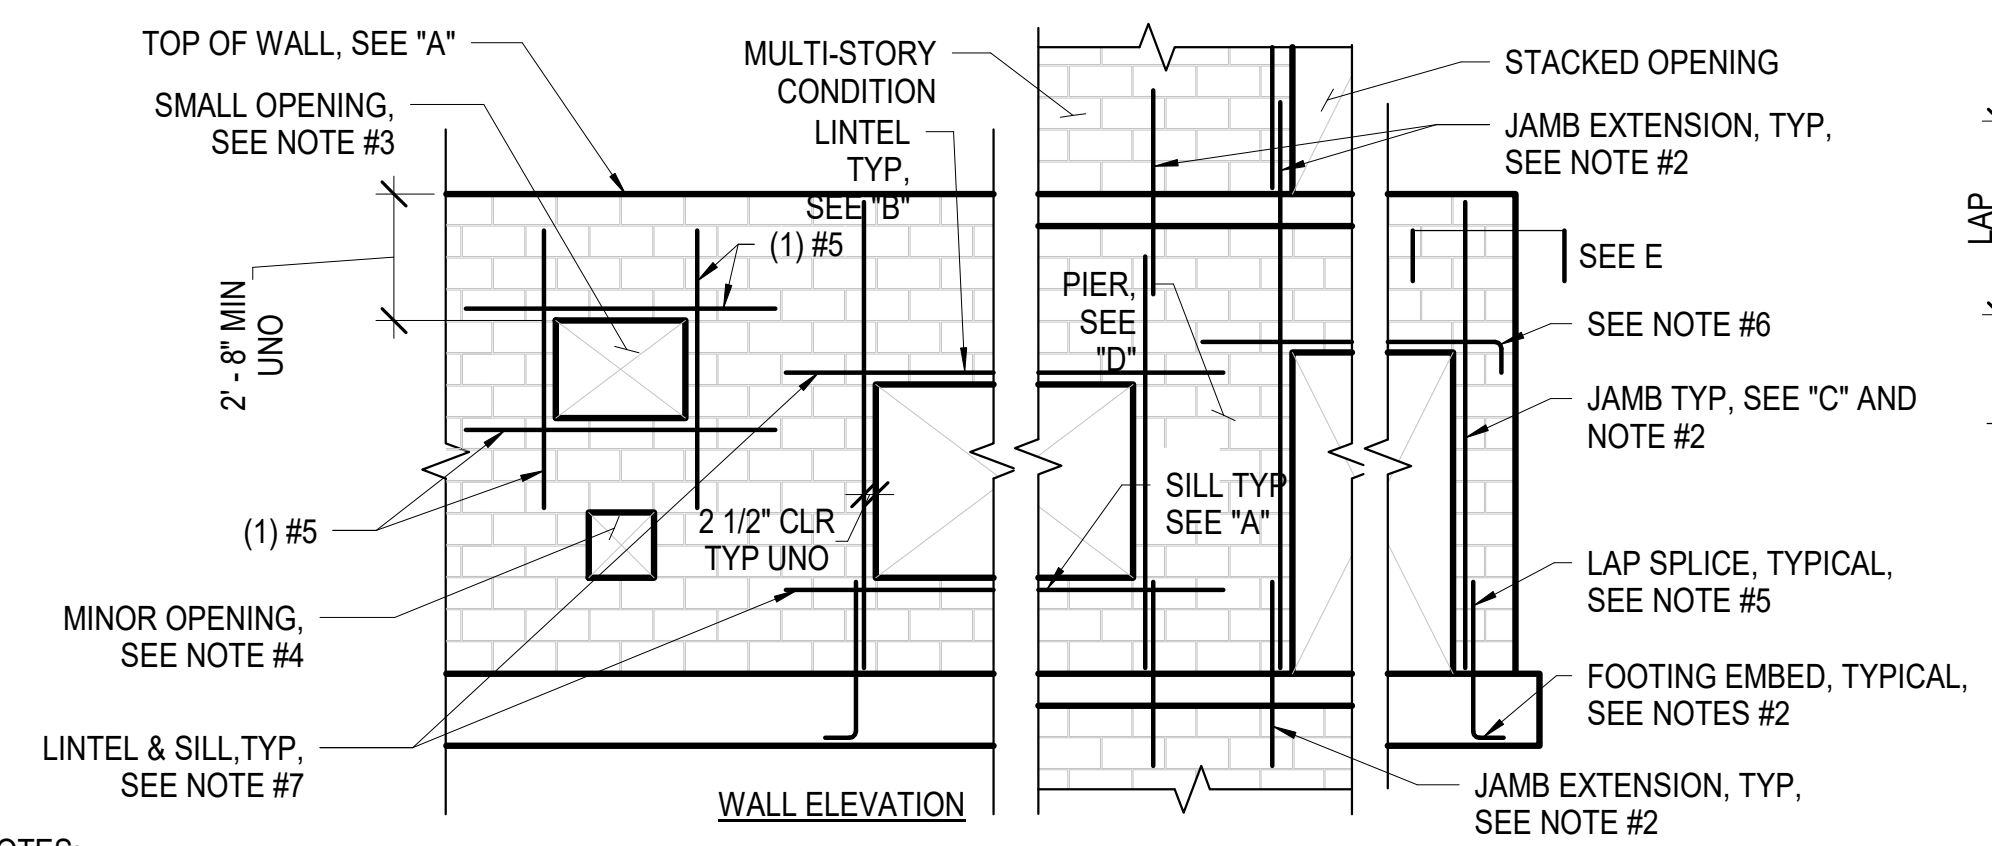 TOP OF WALL, SEE "A"
SMALL OPENING,
SEE NOTE #3
MULTI-STORY
CONDITION
LINTEL
TYP,
SEE "B"
(1) #5
STACKED OPENING
JAMB EXTENSION, TYP,
SEE NOTE #2
LAP
2' - 8" MIN
UNO
PIER,
SEE
"D"
SEE E
SEE NOTE #6
JAMB TYP, SEE "C" AND
NOTE #2
SILL TYP
SEE "A"
2 1/2" CLR
TYP UNO
(1) #5
LAP SPLICE, TYPICAL,
SEE NOTE #5
MINOR OPENING,
SEE NOTE #4
FOOTING EMBED, TYPICAL,
SEE NOTES #2
LINTEL & SILL,TYP,
SEE NOTE #7
JAMB EXTENSION, TYP,
SEE NOTE #2
WALL ELEVATION